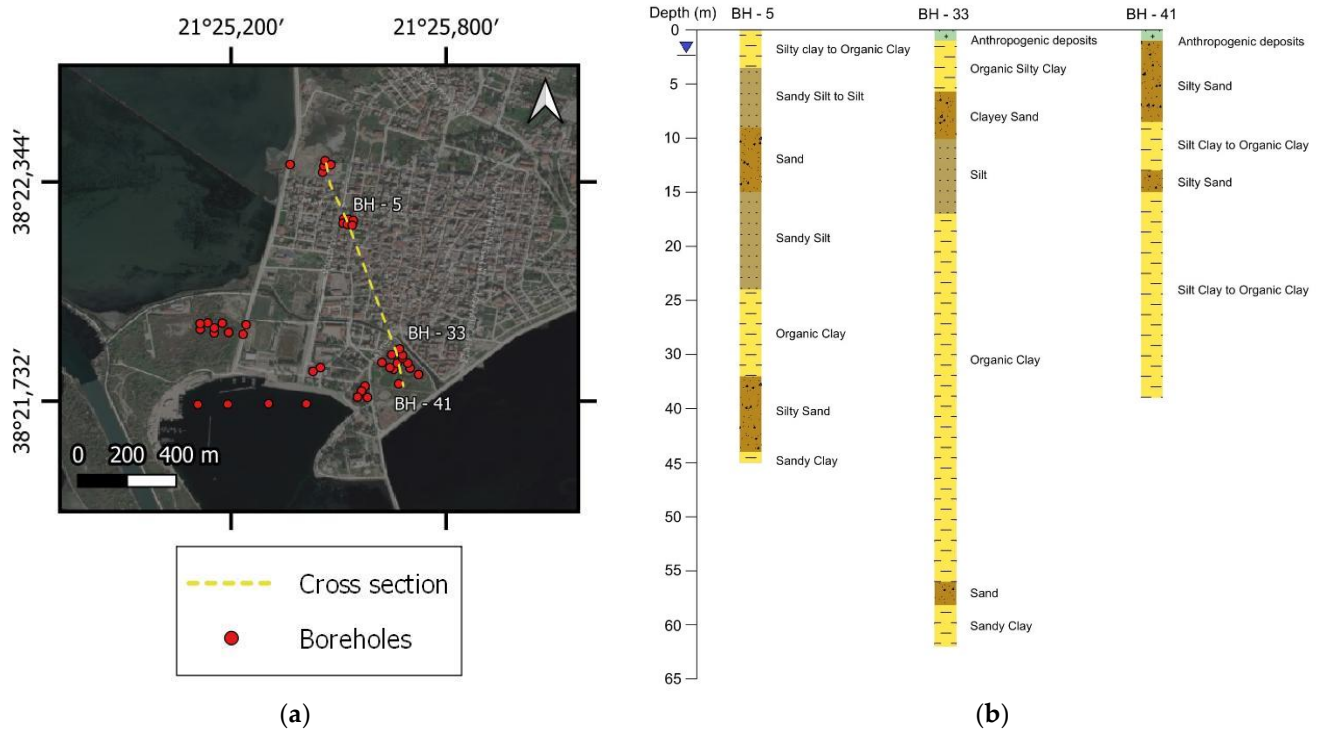 21°25,200′ 21°25,800′
38°22,344′
38°21,732′
BH - 5
BH - 33
BH - 41
0 200 400 m
Cross section
Boreholes
(a)
Depth (m) BH - 5 BH - 33 BH - 41
0
5
10
15
20
25
30
35
40
45
50
55
60
65
Silty clay to Organic Clay
Sandy Silt to Silt
Sand
Sandy Silt
Organic Clay
Silty Sand
Sandy Clay
Anthropogenic deposits
Organic Silty Clay
Clayey Sand
Silt
Organic Clay
Sand
Sandy Clay
Anthropogenic deposits
Silty Sand
Silt Clay to Organic Clay
Silty Sand
Silt Clay to Organic Clay
(b)